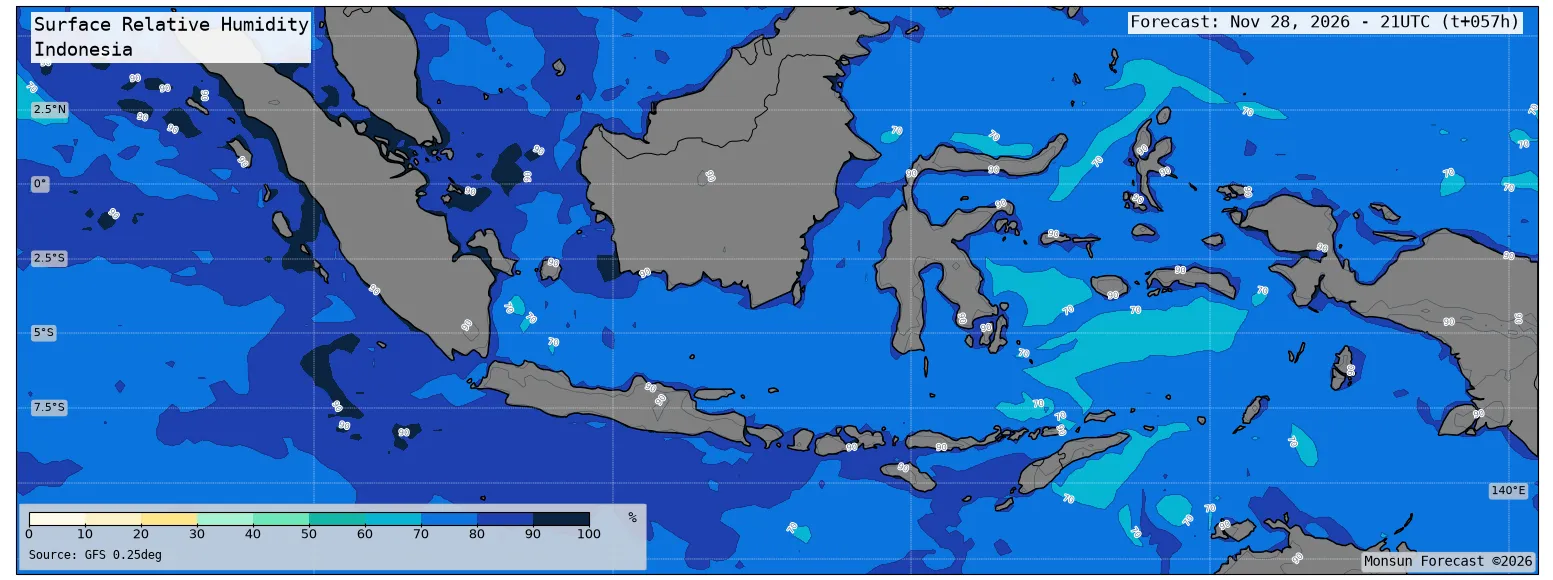 Surface Relative Humidity
Indonesia
Forecast: Nov 28, 2026 - 21UTC (t+057h)
2.5°N
0°
2.5°S
5°S
7.5°S
140°E
0 10 20 30 40 50 60 70 80 90 100 %
Source: GFS 0.25deg
Monsun Forecast ©2026